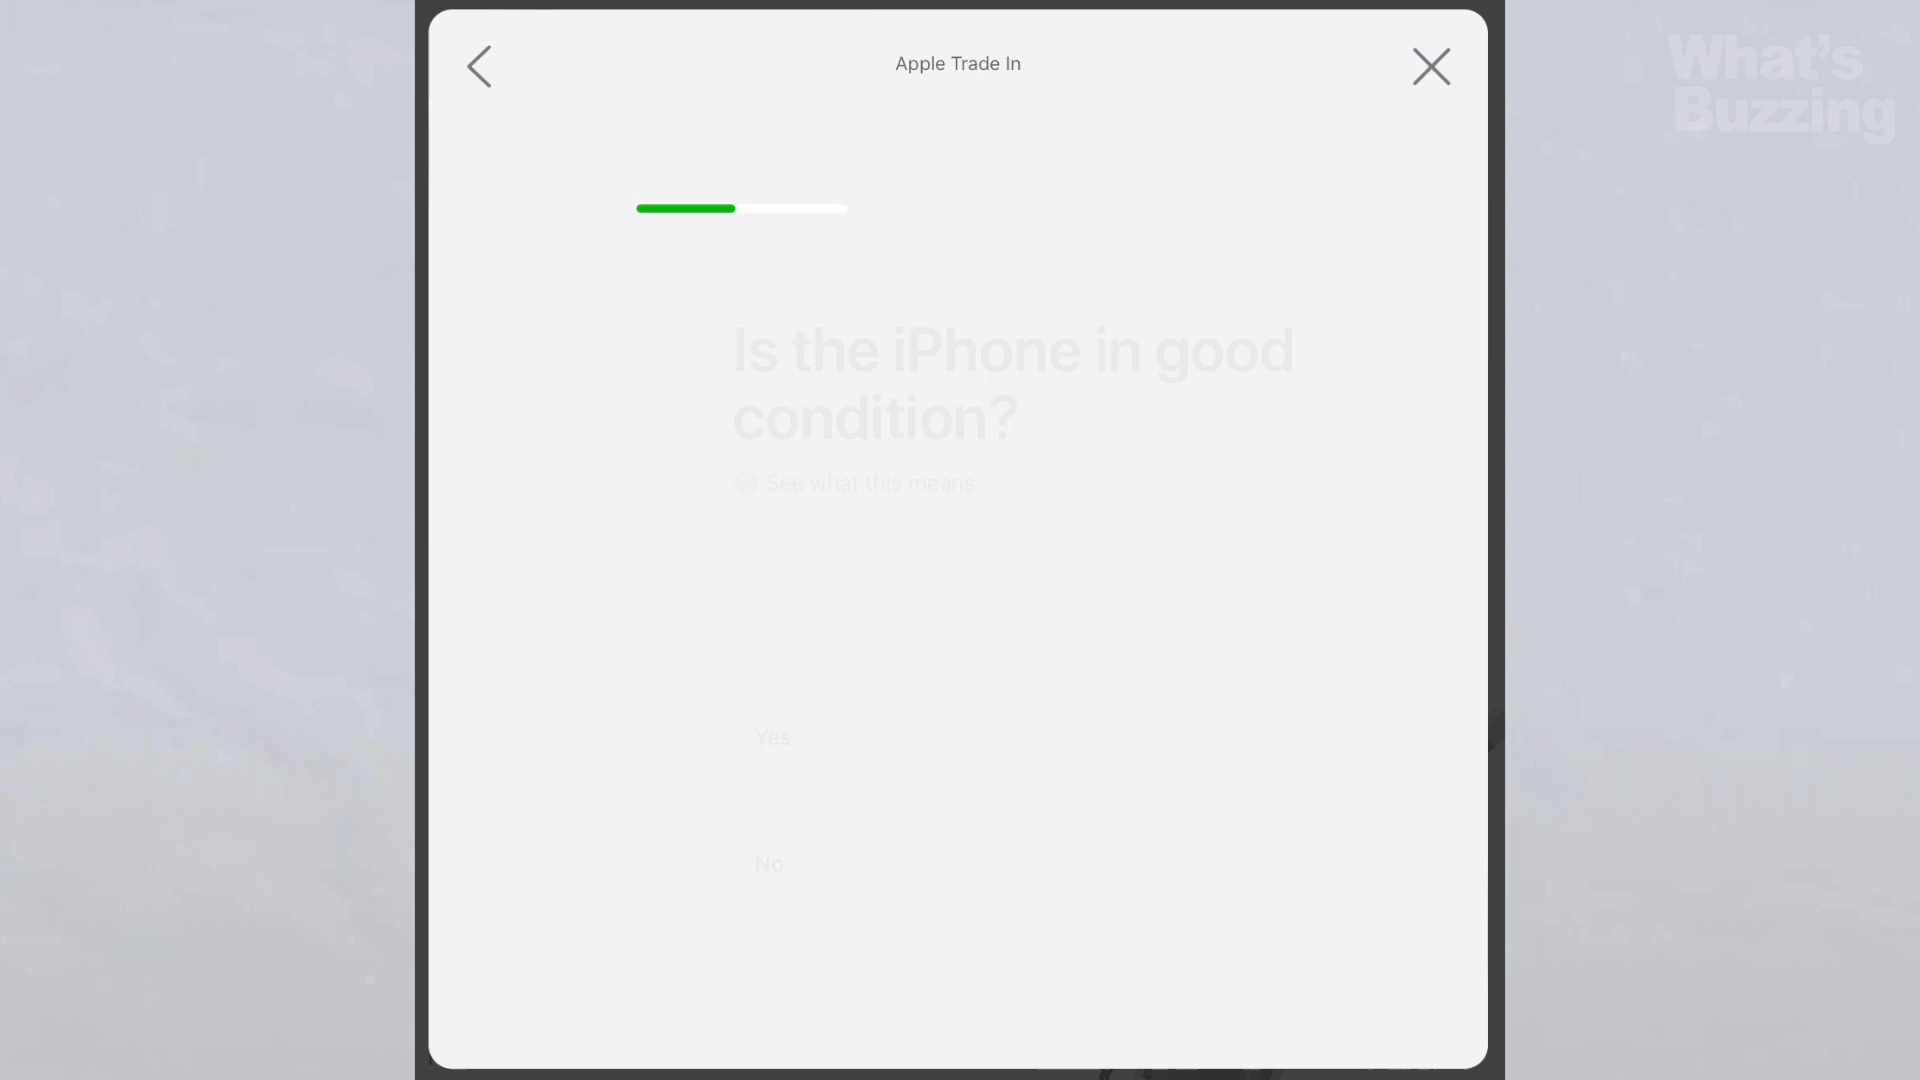 Apple Trade In
What's
Buzzing
Is the iPhone in good
condition?
See what this means
Yes
No